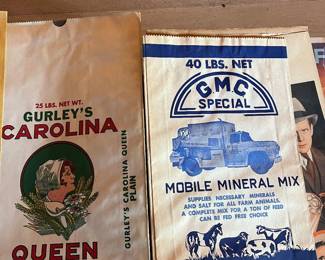 25 LBS. NET WT.
GURLEY'S
CAROLINA
QUEEN
GURLEY'S CAROLINA QUEEN
PLAIN
40 LBS. NET
GMC
SPECIAL
MOBILE MINERAL MIX
SUPPLIES NECESSARY MINERALS
AND SALT FOR ALL FARM ANIMALS.
A COMPLETE MIX FOR A TON OF FEED
CAN BE FED FREE CHOICE